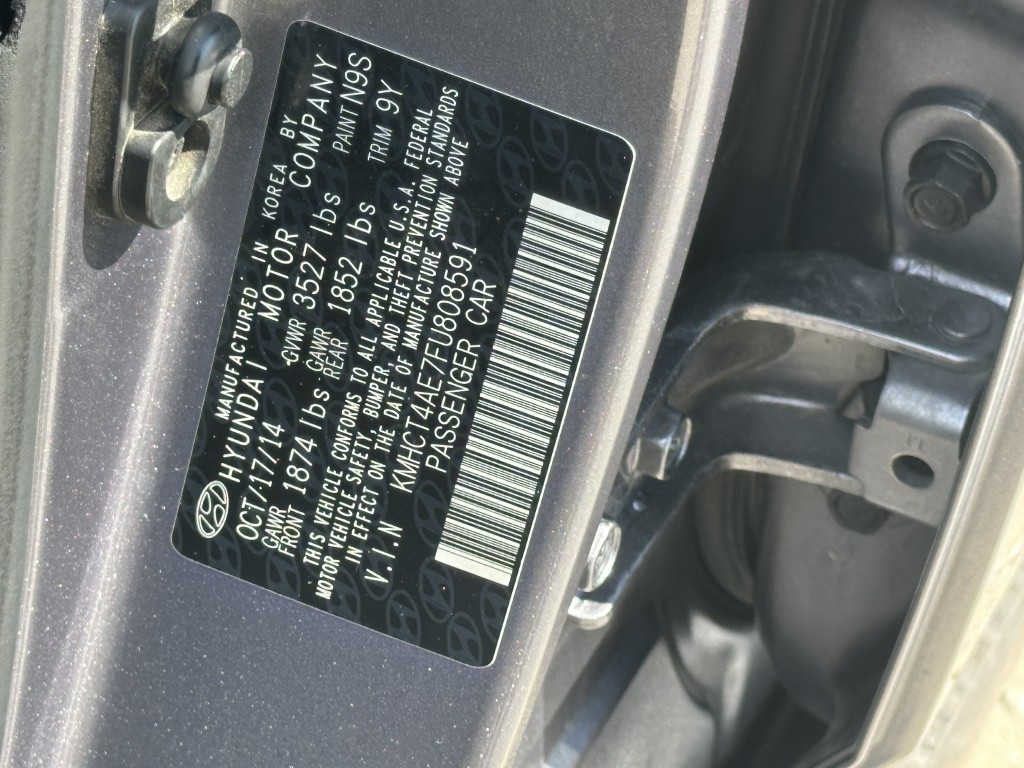 MANUFACTURED IN KOREA BY
HYUNDAI MOTOR COMPANY
OCT/17/14 GVWR 3527 lbs PAINT N9S
GAWR FRONT 1874 lbs GAWR REAR 1852 lbs TRIM 9Y
THIS VEHICLE CONFORMS TO ALL APPLICABLE U.S.A. FEDERAL
MOTOR VEHICLE SAFETY BUMPER AND THEFT PREVENTION STANDARDS
IN EFFECT ON THE DATE OF MANUFACTURE SHOWN ABOVE
V.I.N KMHCT4AE7FU808591
PASSENGER CAR